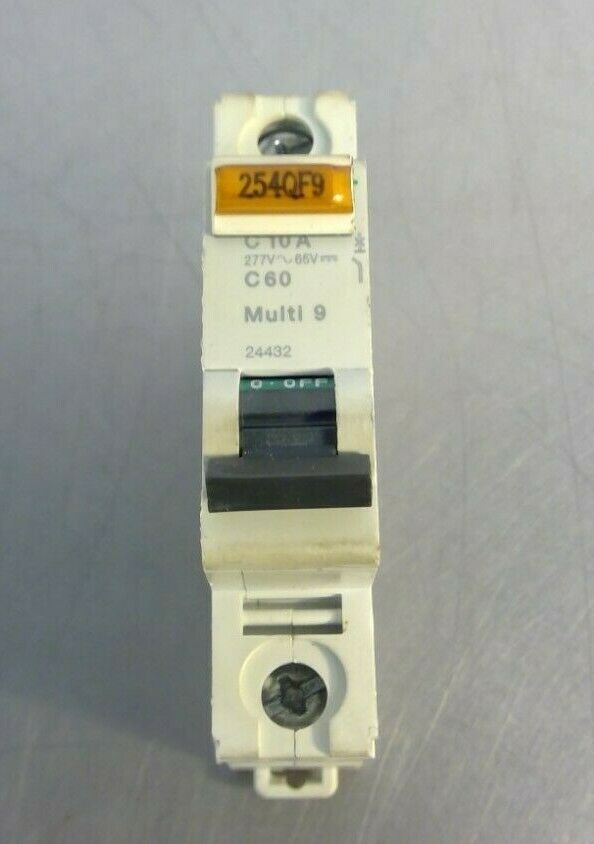 254QF9
C 10 A
277V~ 65V⎓
C60
Multi 9
24432
O · OFF